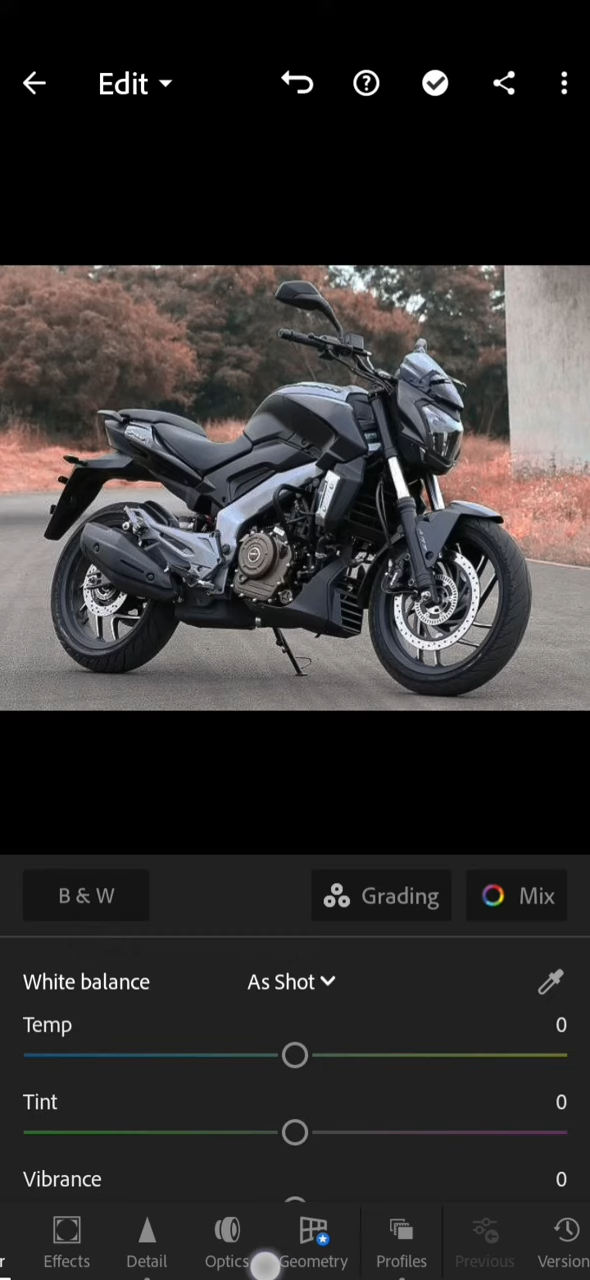 Edit
B & W
Grading
Mix
White balance
As Shot
Temp
0
Tint
0
Vibrance
0
r
Effects
Detail
Optics
Geometry
Profiles
Previous
Version